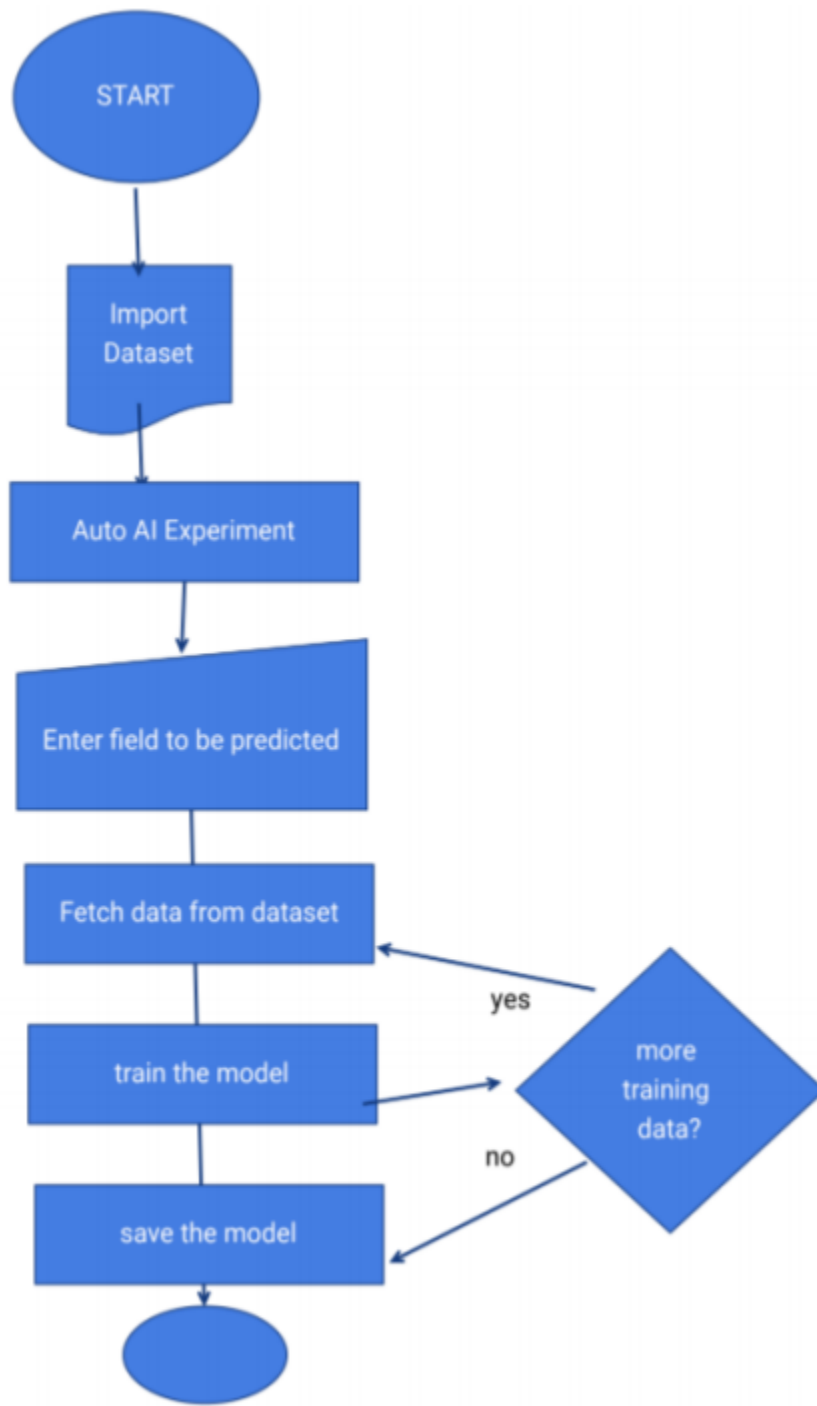 START
Import
Dataset
Auto AI Experiment
Enter field to be predicted
Fetch data from dataset
yes
more
training
data?
train the model
no
save the model